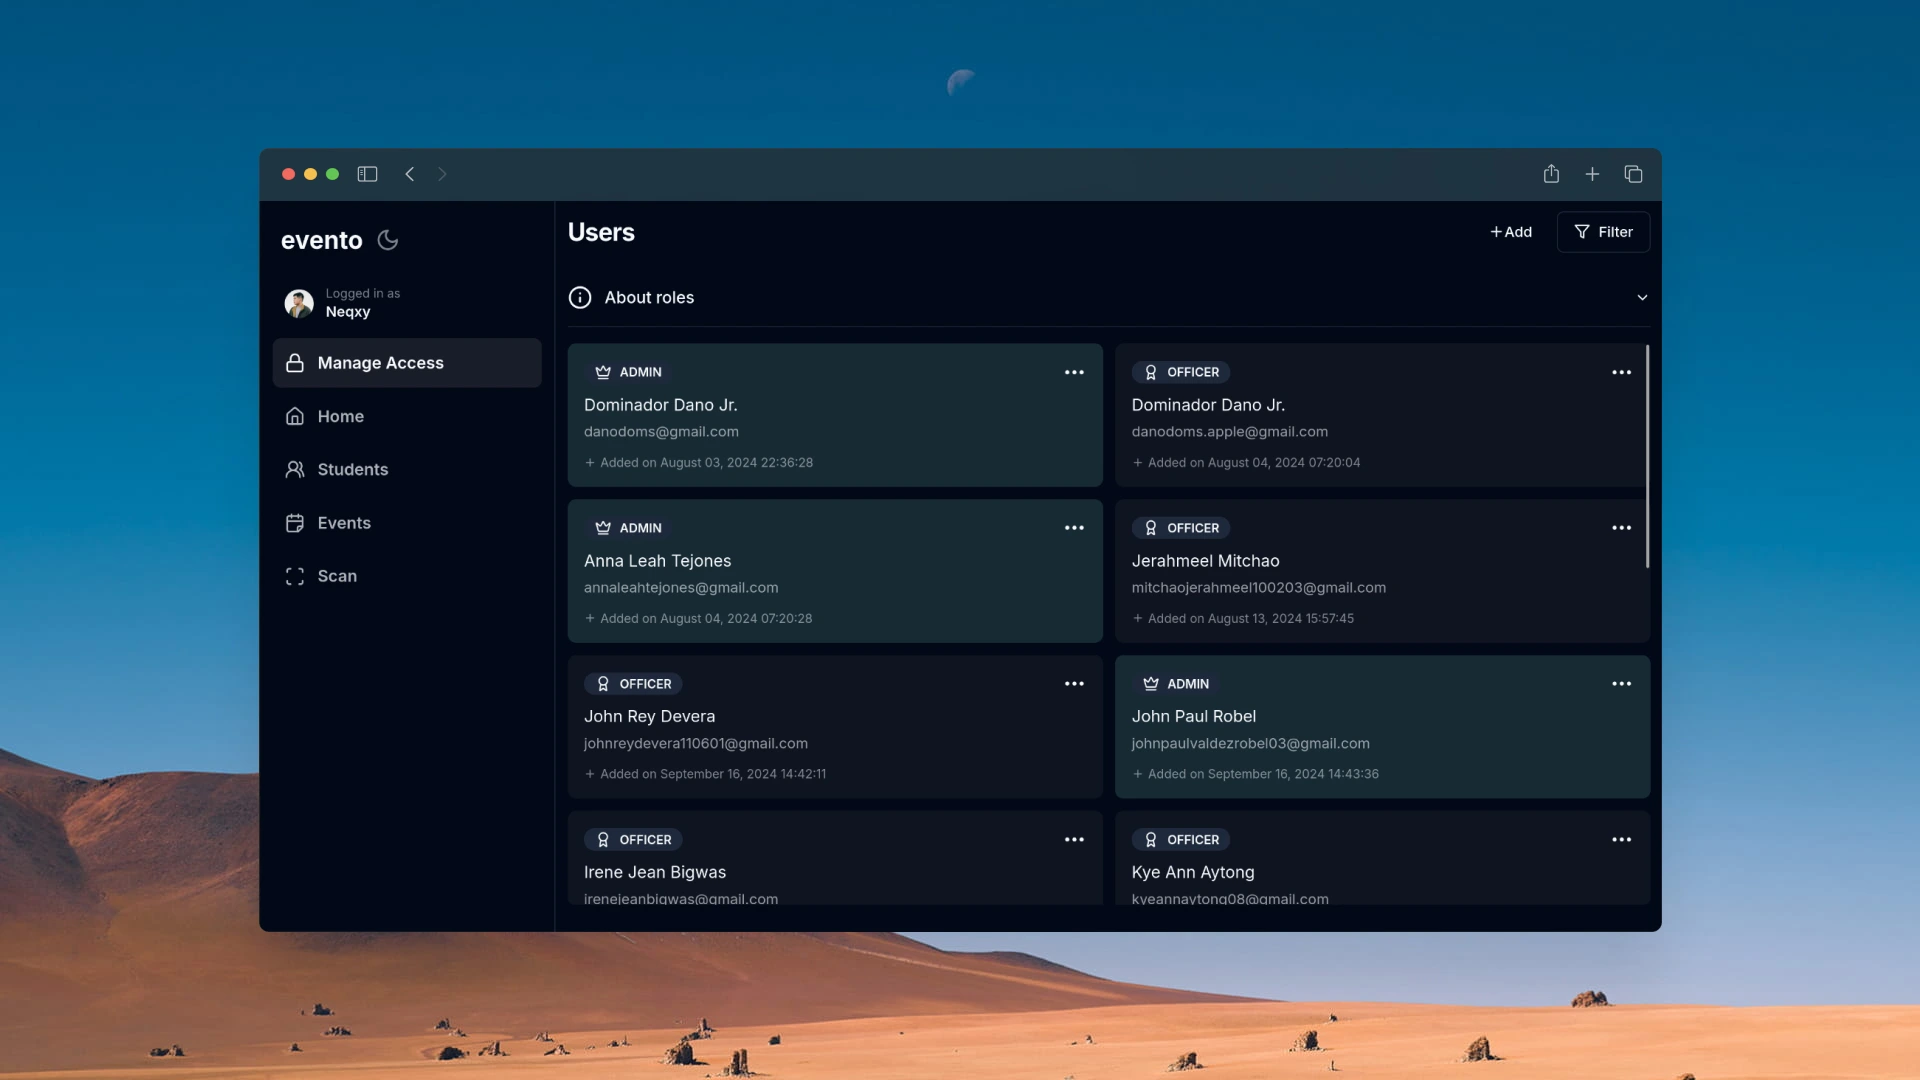 evento
Logged in as
Neqxy
Manage Access
Home
Students
Events
Scan
Users
+Add
Filter
About roles
ADMIN
Dominador Dano Jr.
danodoms@gmail.com
+ Added on August 03, 2024 22:36:28
OFFICER
Dominador Dano Jr.
danodoms.apple@gmail.com
+ Added on August 04, 2024 07:20:04
ADMIN
Anna Leah Tejones
annaleahtejones@gmail.com
+ Added on August 04, 2024 07:20:28
OFFICER
Jerahmeel Mitchao
mitchaojerahmeel100203@gmail.com
+ Added on August 13, 2024 15:57:45
OFFICER
John Rey Devera
johnreydevera110601@gmail.com
+ Added on September 16, 2024 14:42:11
ADMIN
John Paul Robel
johnpaulvaldezrobel03@gmail.com
+ Added on September 16, 2024 14:43:36
OFFICER
Irene Jean Bigwas
irenejeanbigwas@gmail.com
OFFICER
Kye Ann Aytong
kyeannaytong08@gmail.com